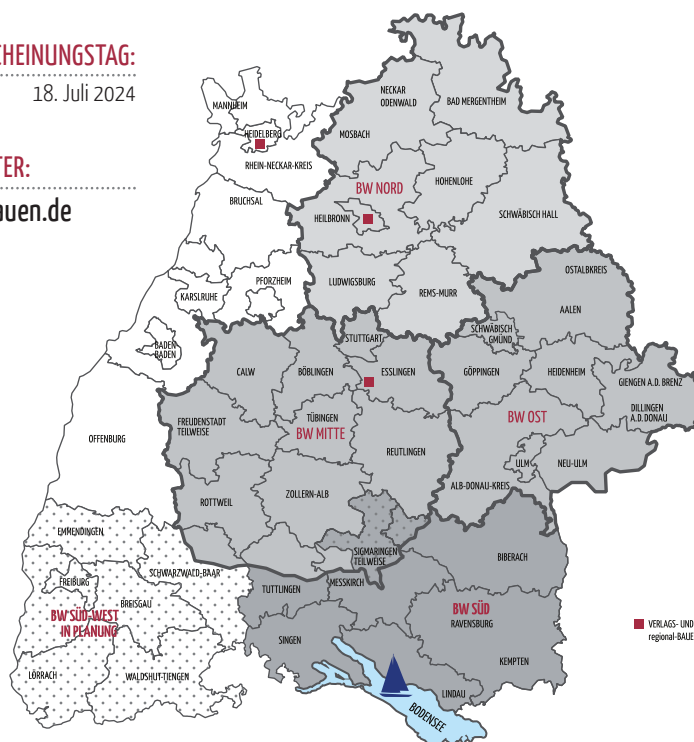 CHEINUNGSTAG:
18. Juli 2024
TER:
auen.de
MANNHEIM
HEIDELBERG
RHEIN-NECKAR-KREIS
BRUCHSAL
KARLSRUHE
PFORZHEIM
BADEN
BADEN
OFFENBURG
NECKAR
ODENWALD
BAD MERGENTHEIM
MOSBACH
BW NORD
HOHENLOHE
HEILBRONN
SCHWÄBISCH HALL
LUDWIGSBURG
REMS-MURR
OSTALBKREIS
AALEN
SCHWÄBISCH
GMÜND
STUTTGART
CALW
BÖBLINGEN
ESSLINGEN
GÖPPINGEN
HEIDENHEIM
GIENGEN A.D. BRENZ
DILLINGEN
A.D.DONAU
FREUDENSTADT
TEILWEISE
TÜBINGEN
BW MITTE
BW OST
REUTLINGEN
ULM
NEU-ULM
ROTTWEIL
ZOLLERN-ALB
ALB-DONAU-KREIS
SIGMARINGEN
TEILWEISE
BIBERACH
EMMENDINGEN
FREIBURG
SCHWARZWALD-BAAR
BREISGAU
BW SÜD-WEST
IN PLANUNG
LÖRRACH
WALDSHUT-TIENGEN
TUTTLINGEN
MESSKIRCH
BW SÜD
RAVENSBURG
SINGEN
KEMPTEN
LINDAU
BODENSEE
VERLAGS- UND
regional-BAUE